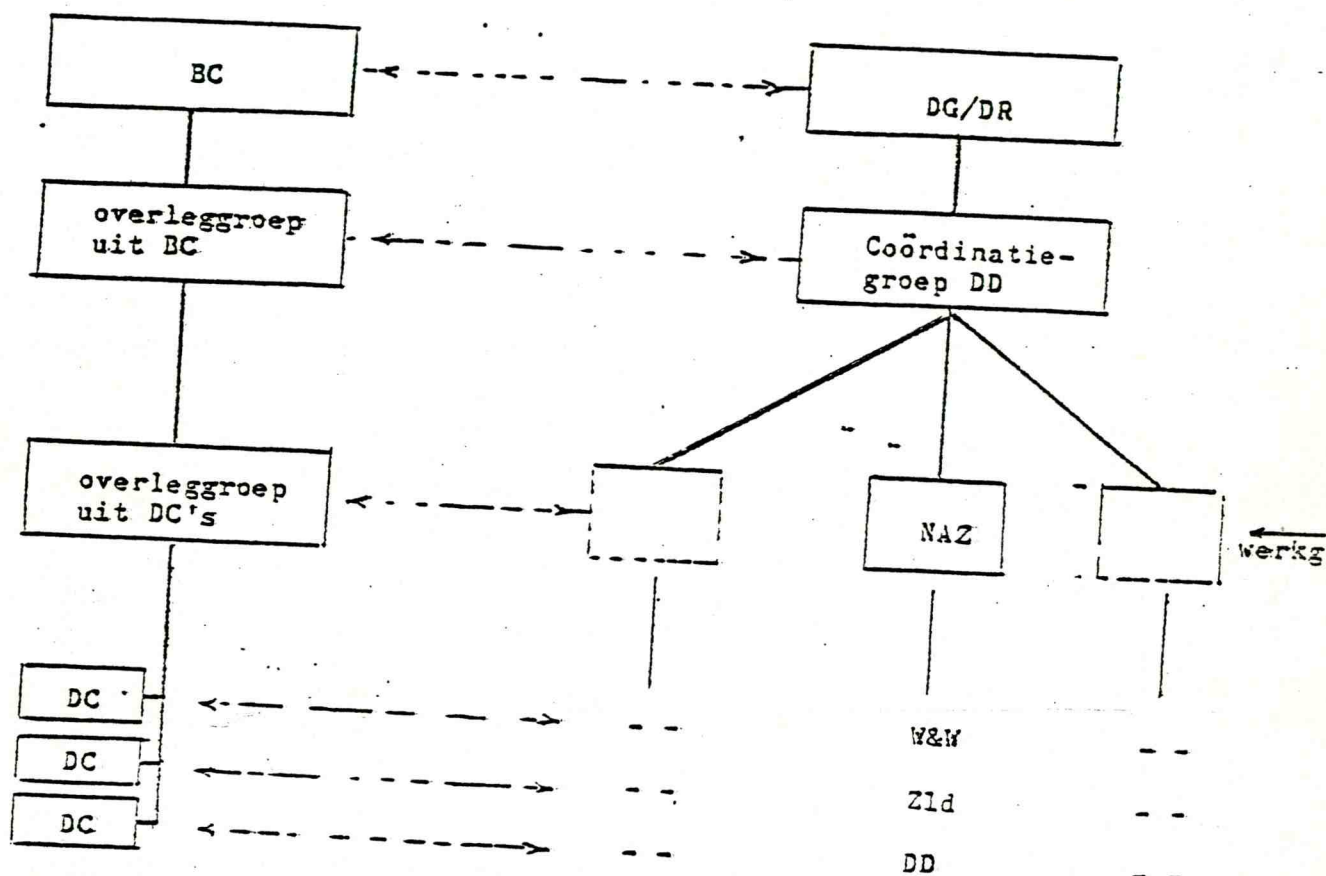 BC
DG/DR
overleggroep
uit BC
Coördinatie-
groep DD
overleggroep
uit DC's
NAZ
werkg
DC
W&W
DC
Zld
DC
DD